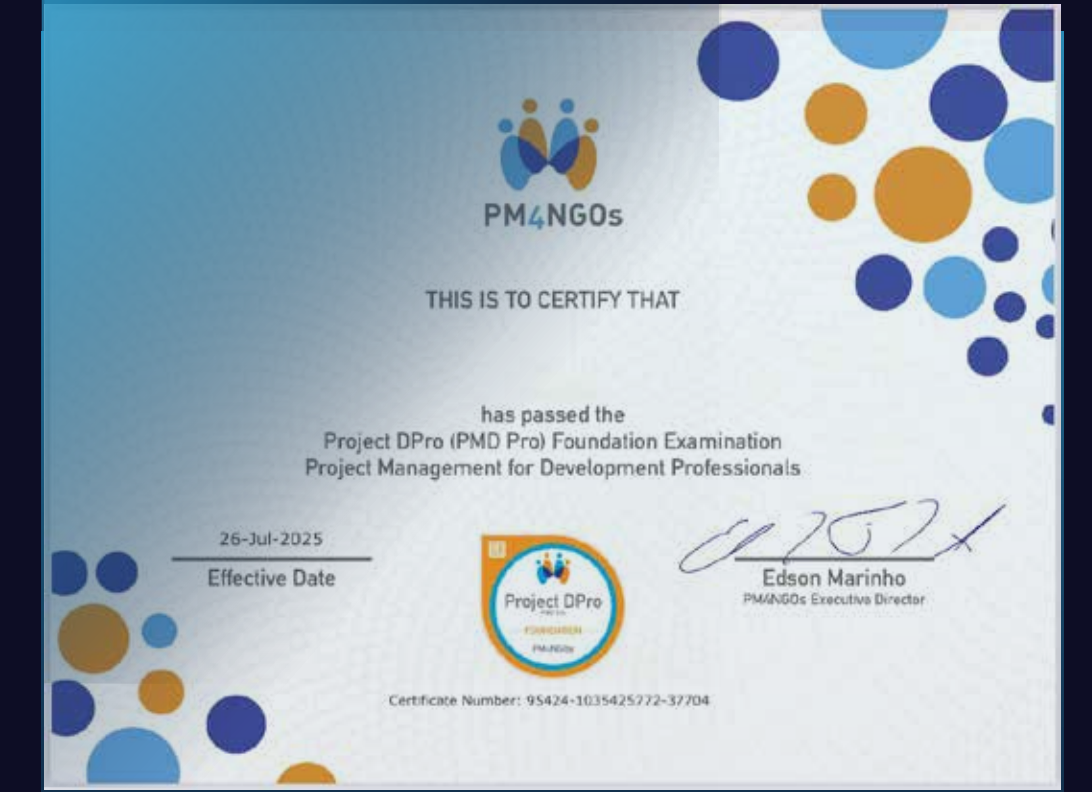 PM4NGOs
THIS IS TO CERTIFY THAT
has passed the
Project DPro (PMD Pro) Foundation Examination
Project Management for Development Professionals
26-Jul-2025
Effective Date
Project DPro
FOUNDATION
PM4NGOs
Edson Marinho
PM4NGOs Executive Director
Certificate Number: 95424-1035425772-37704